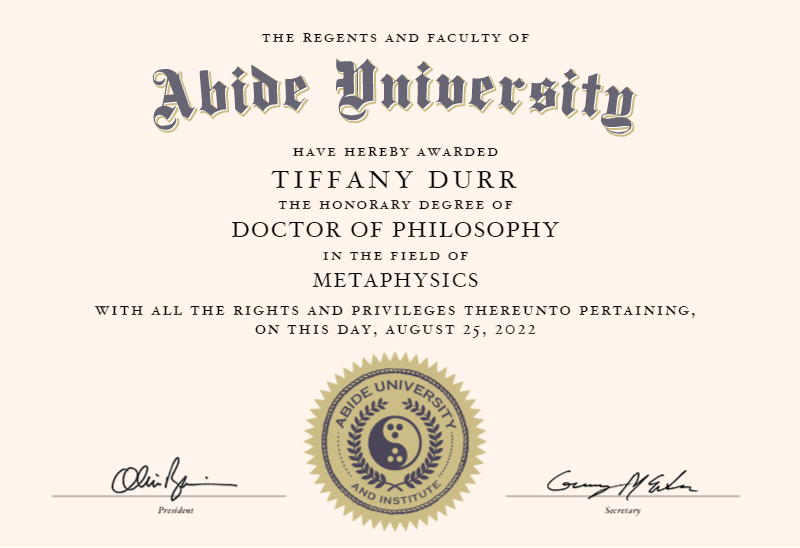 THE REGENTS AND FACULTY OF
Abide University
HAVE HEREBY AWARDED
TIFFANY DURR
THE HONORARY DEGREE OF
DOCTOR OF PHILOSOPHY
IN THE FIELD OF
METAPHYSICS
WITH ALL THE RIGHTS AND PRIVILEGES THEREUNTO PERTAINING,
ON THIS DAY, AUGUST 25, 2022
ABIDE UNIVERSITY
AND INSTITUTE
President
Secretary